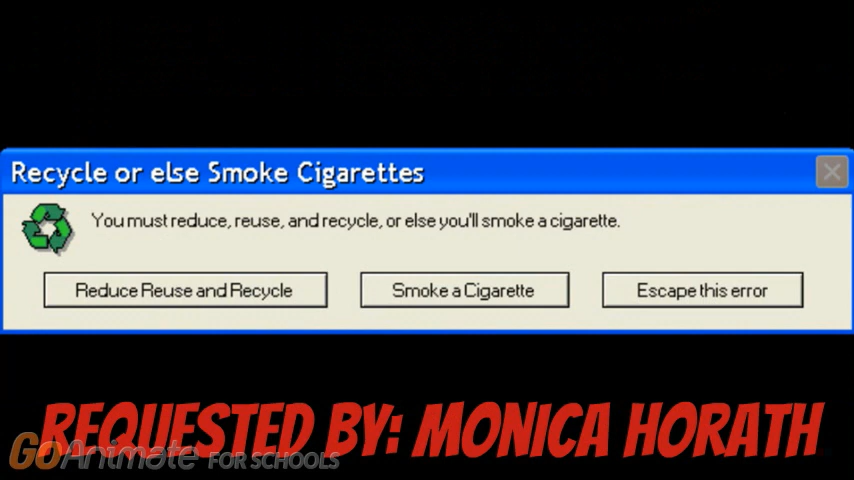 Recycle or else Smoke Cigarettes
You must reduce, reuse, and recycle, or else you'll smoke a cigarette.
Reduce Reuse and Recycle Smoke a Cigarette Escape this error
REQUESTED BY: MONICA HORATH
GOAnimate FOR SCHOOLS